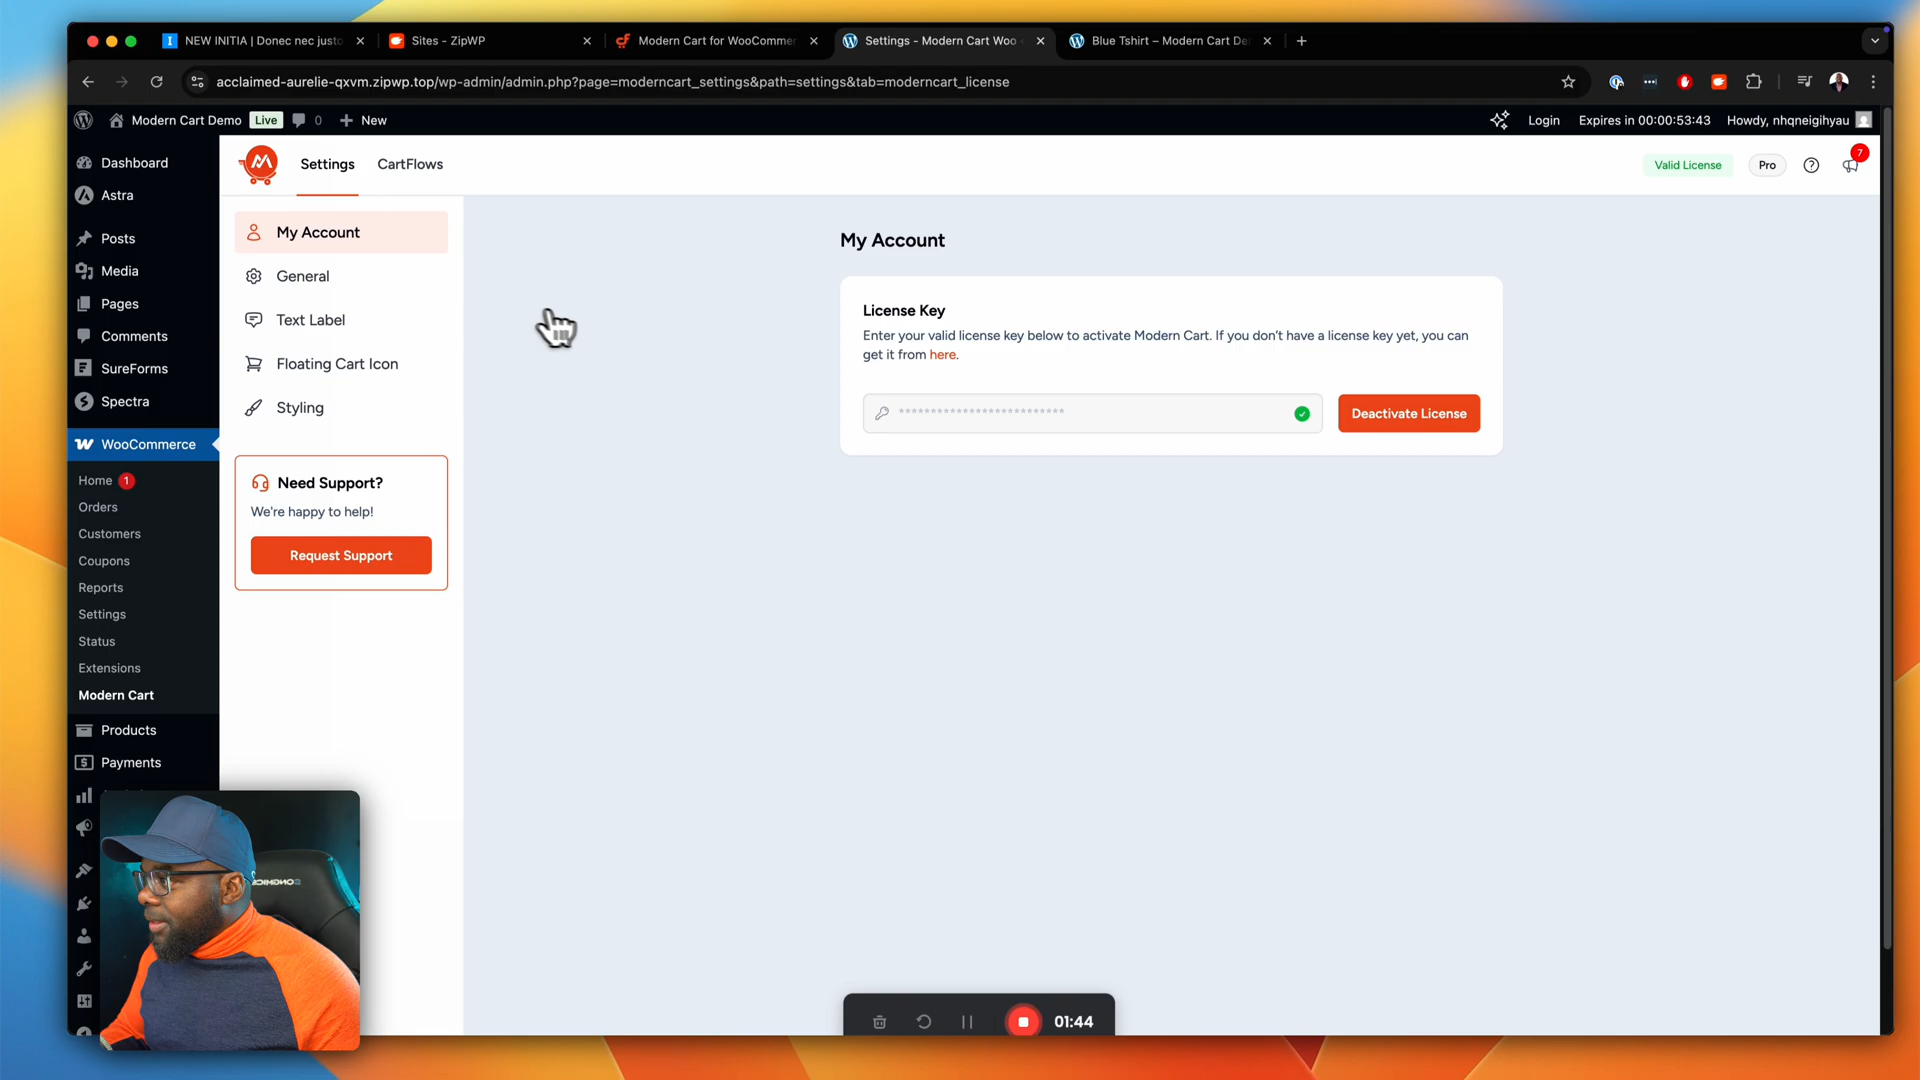 NEW INITIA | Donec nec justo
Sites - ZipWP
Modern Cart for WooCommer
Settings - Modern Cart Woo
Blue Tshirt – Modern Cart De
acclaimed-aurelie-qxvm.zipwp.top/wp-admin/admin.php?page=moderncart_settings&path=settings&tab=moderncart_license
Modern Cart Demo Live 0 New
Login Expires in 00:00:53:43 Howdy, nhqneigihyau
Dashboard
Astra
Posts
Media
Pages
Comments
SureForms
Spectra
WooCommerce
Home 1
Orders
Customers
Coupons
Reports
Settings
Status
Extensions
Modern Cart
Products
Payments
Settings CartFlows
Valid License Pro 7
My Account
General
Text Label
Floating Cart Icon
Styling
Need Support?
We're happy to help!
Request Support
My Account
License Key
Enter your valid license key below to activate Modern Cart. If you don't have a license key yet, you can
get it from here.
**************************
Deactivate License
01:44